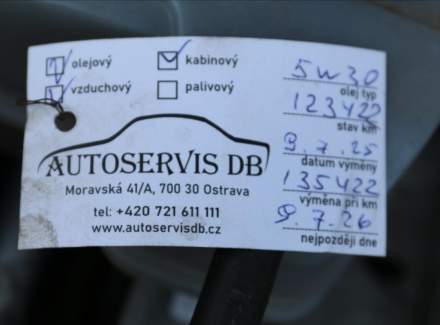 olejový
kabinový
vzduchový
palivový
5W30
olej typ
123422
stav km
9.7.25
datum výměny
135422
výměna při km
9.7.26
nejpozději dne
AUTOSERVIS DB
Moravská 41/A, 700 30 Ostrava
tel: +420 721 611 111
www.autoservisdb.cz